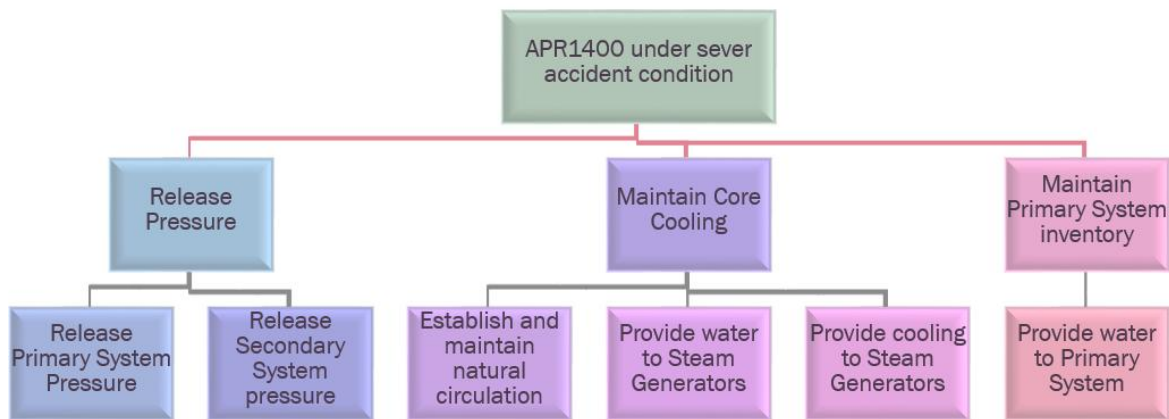 APR1400 under sever
accident condition
Release
Pressure
Maintain Core
Cooling
Maintain
Primary System
inventory
Release
Primary System
Pressure
Release
Secondary
System
pressure
Establish and
maintain
natural
circulation
Provide water
to Steam
Generators
Provide cooling
to Steam
Generators
Provide water
to Primary
System